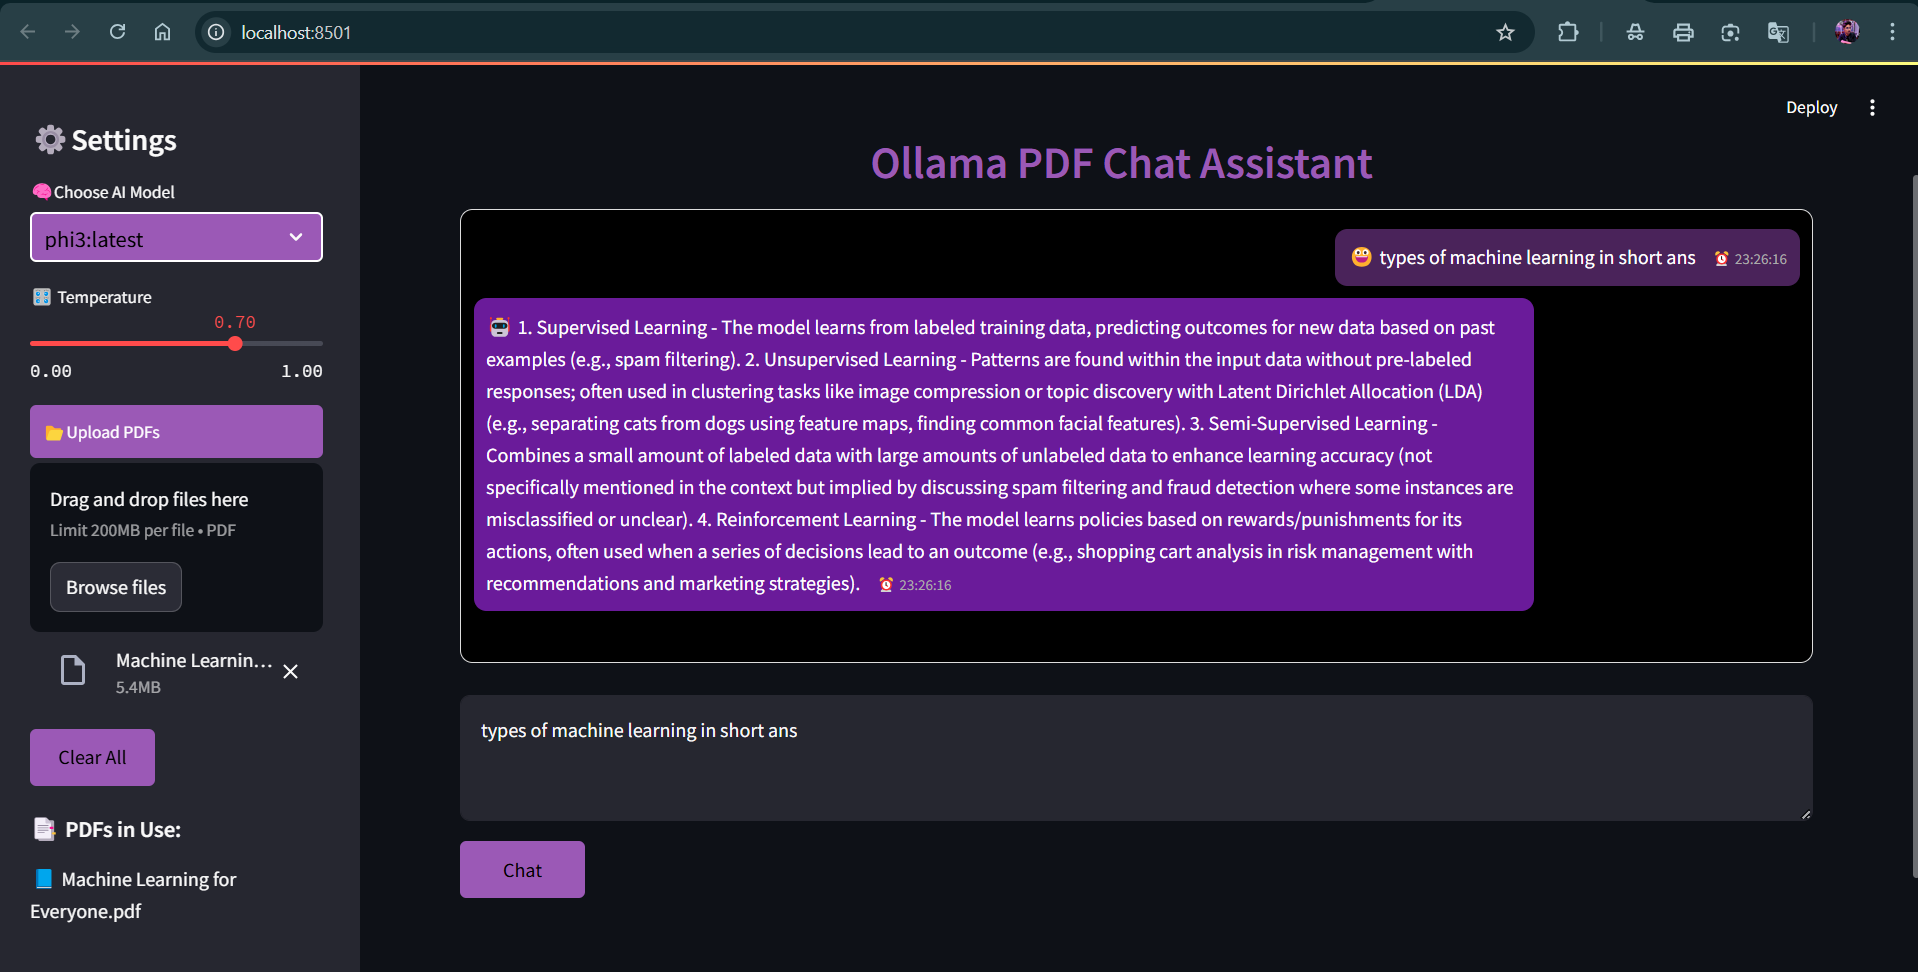 localhost:8501
Deploy
Settings
Choose AI Model
phi3:latest
Temperature
0.70
0.00 1.00
Upload PDFs
Drag and drop files here
Limit 200MB per file • PDF
Browse files
Machine Learnin...
5.4MB
Clear All
PDFs in Use:
Machine Learning for
Everyone.pdf
Ollama PDF Chat Assistant
types of machine learning in short ans 23:26:16
1. Supervised Learning - The model learns from labeled training data, predicting outcomes for new data based on past
examples (e.g., spam filtering). 2. Unsupervised Learning - Patterns are found within the input data without pre-labeled
responses; often used in clustering tasks like image compression or topic discovery with Latent Dirichlet Allocation (LDA)
(e.g., separating cats from dogs using feature maps, finding common facial features). 3. Semi-Supervised Learning -
Combines a small amount of labeled data with large amounts of unlabeled data to enhance learning accuracy (not
specifically mentioned in the context but implied by discussing spam filtering and fraud detection where some instances are
misclassified or unclear). 4. Reinforcement Learning - The model learns policies based on rewards/punishments for its
actions, often used when a series of decisions lead to an outcome (e.g., shopping cart analysis in risk management with
recommendations and marketing strategies). 23:26:16
types of machine learning in short ans
Chat